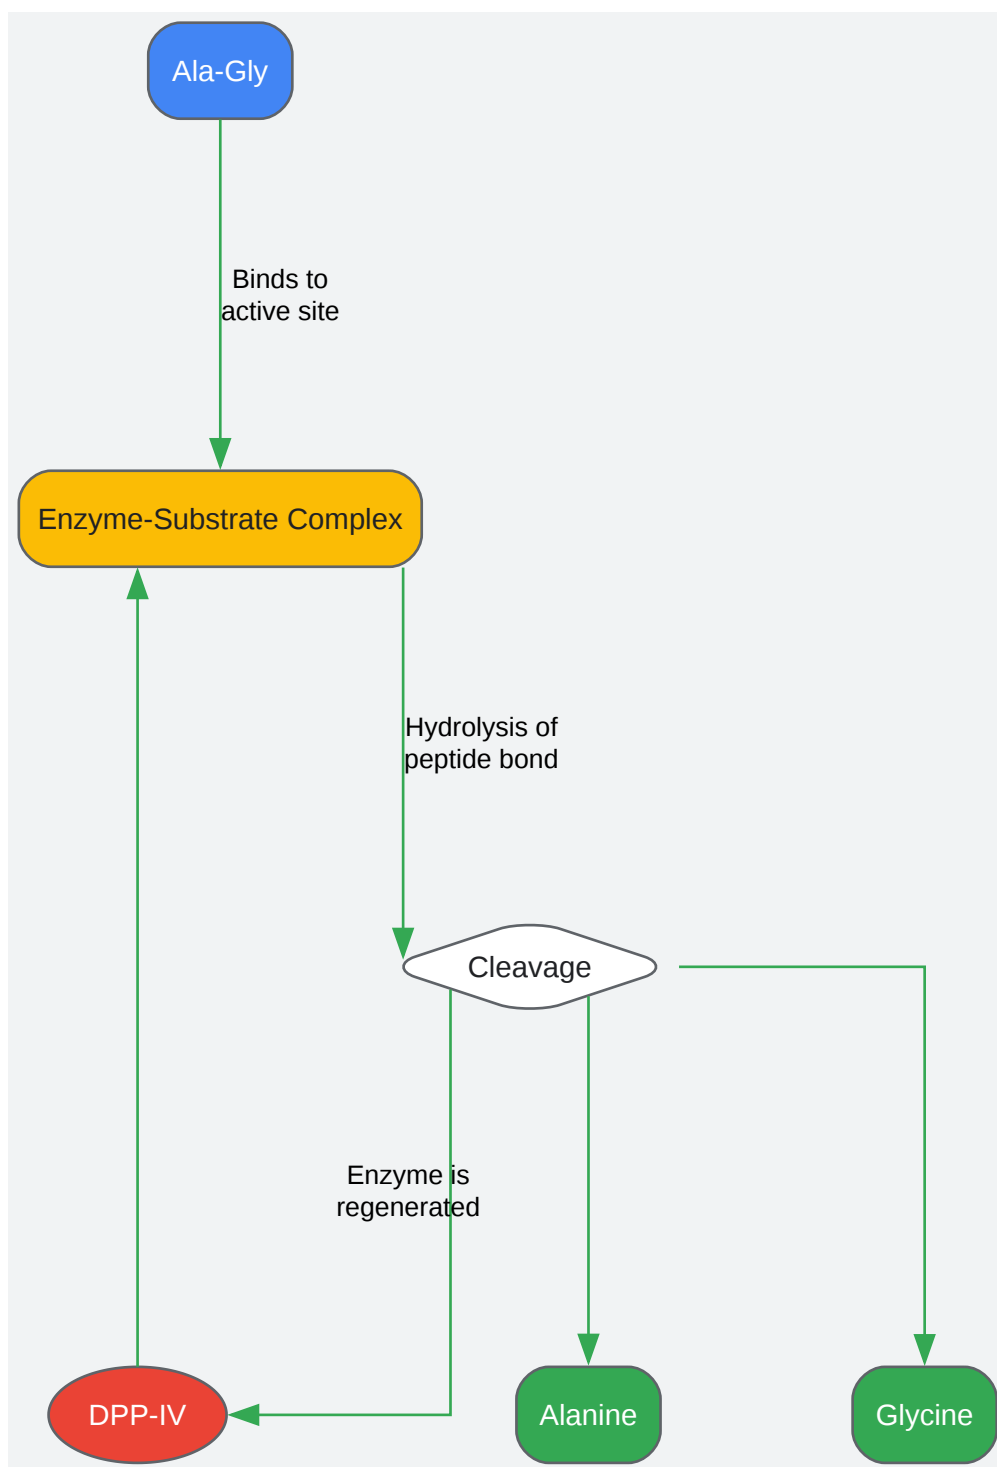 Ala-Gly
Binds to
active site
Enzyme-Substrate Complex
Hydrolysis of
peptide bond
Cleavage
Enzyme is
regenerated
DPP-IV
Alanine
Glycine